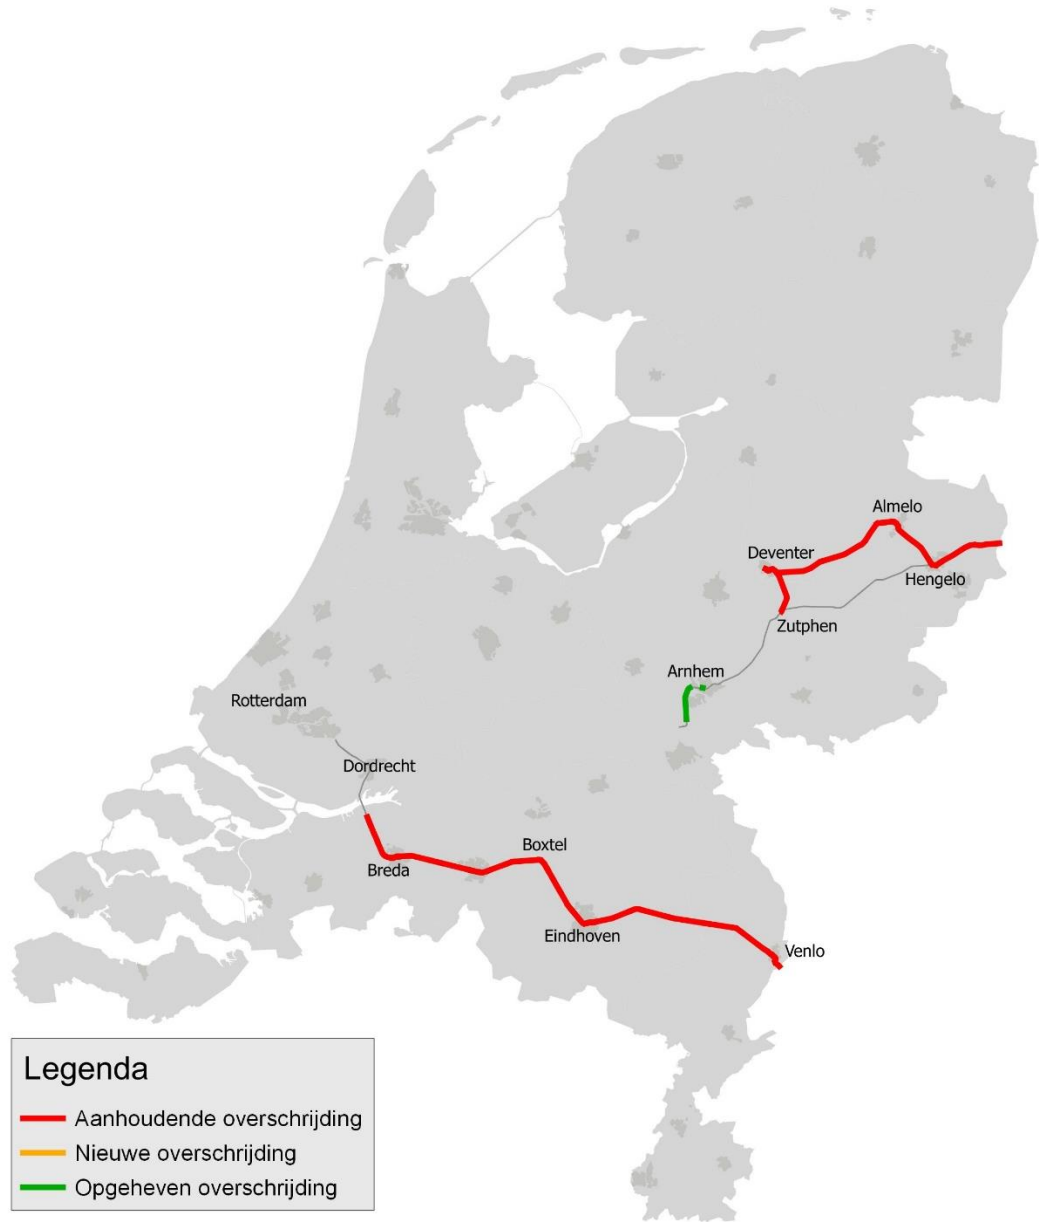 Almelo
Deventer
Hengelo
Zutphen
Arnhem
Rotterdam
Dordrecht
Boxtel
Breda
Eindhoven
Venlo
Legenda
Aanhoudende overschrijding
Nieuwe overschrijding
Opgeheven overschrijding